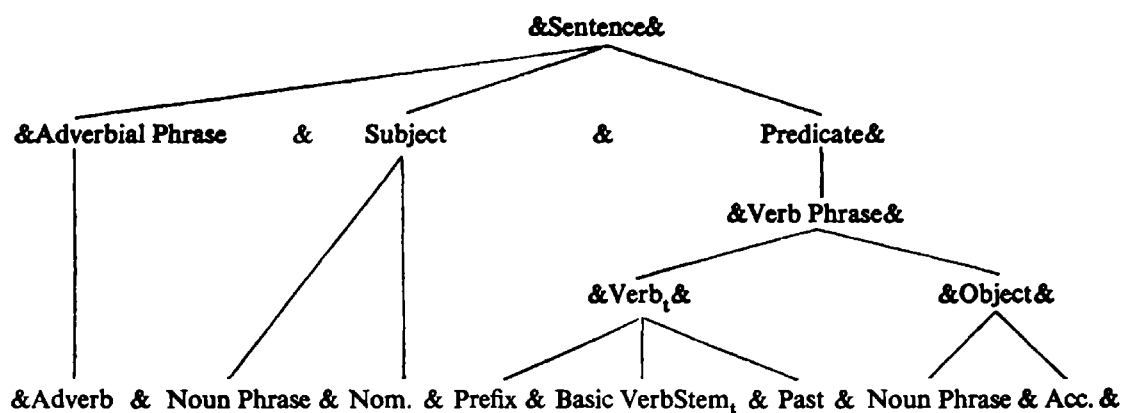 &Sentence&
&Adverbial Phrase & Subject & Predicate&
&Verb Phrase&
&Verbₜ& &Object&
&Adverb & Noun Phrase & Nom. & Prefix & Basic VerbStemₜ & Past & Noun Phrase & Acc. &